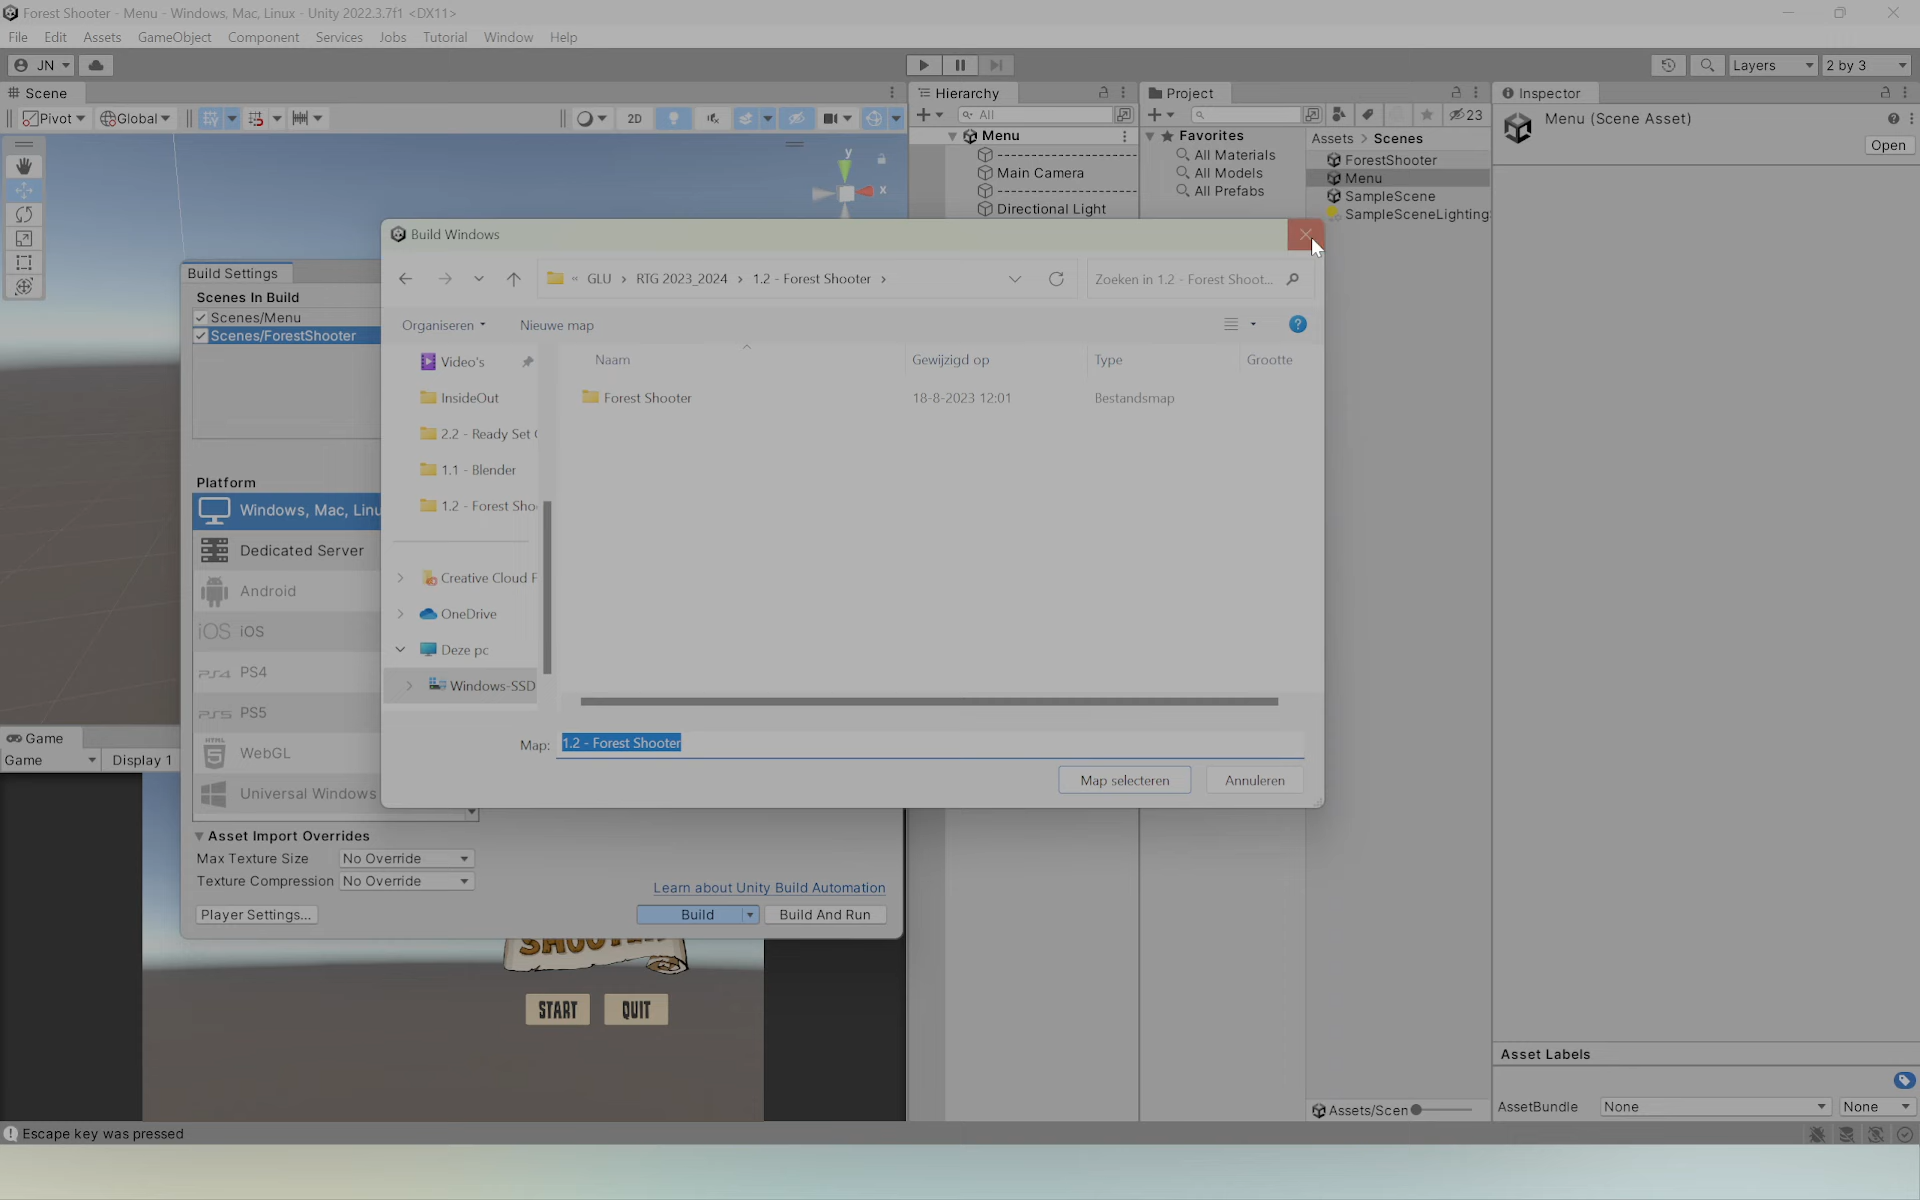 Forest Shooter - Menu - Windows, Mac, Linux - Unity 2022.3.7f1 <DX11>
File Edit Assets GameObject Component Services Jobs Tutorial Window Help
JN Layers 2 by 3
Scene
Pivot Global 2D
y
x
Hierarchy
All
Menu
Main Camera
Directional Light
Project
23
Favorites
All Materials
All Models
All Prefabs
Assets > Scenes
ForestShooter
Menu
SampleScene
SampleSceneLighting
Inspector
Menu (Scene Asset)
Open
Build Settings
Scenes In Build
Scenes/Menu
Scenes/ForestShooter
Platform
Windows, Mac, Linu
Dedicated Server
Android
iOS iOS
PS4 PS4
PS5 PS5
HTML 5 WebGL
Universal Windows
Asset Import Overrides
Max Texture Size No Override
Texture Compression No Override
Player Settings...
Learn about Unity Build Automation
Build Build And Run
Build Windows
« GLU > RTG 2023_2024 > 1.2 - Forest Shooter >
Zoeken in 1.2 - Forest Shoot...
Organiseren Nieuwe map
Naam Gewijzigd op Type Grootte
Forest Shooter 18-8-2023 12:01 Bestandsmap
Video's
InsideOut
2.2 - Ready Set
1.1 - Blender
1.2 - Forest Sho
Creative Cloud F
OneDrive
Deze pc
Windows-SSD
Map: 1.2 - Forest Shooter
Map selecteren Annuleren
Game
Game Display 1
START QUIT
Asset Labels
AssetBundle None None
Assets/Scen
Escape key was pressed